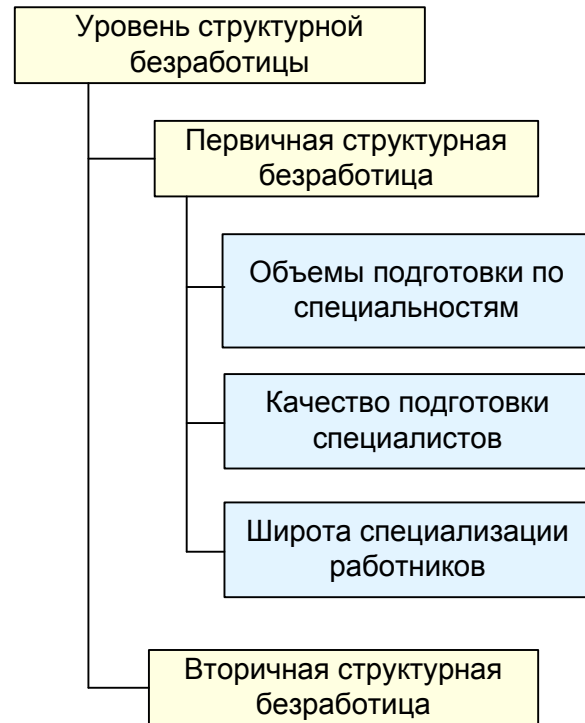 Уровень структурной
безработицы
Первичная структурная
безработица
Объемы подготовки по
специальностям
Качество подготовки
специалистов
Широта специализации
работников
Вторичная структурная
безработица